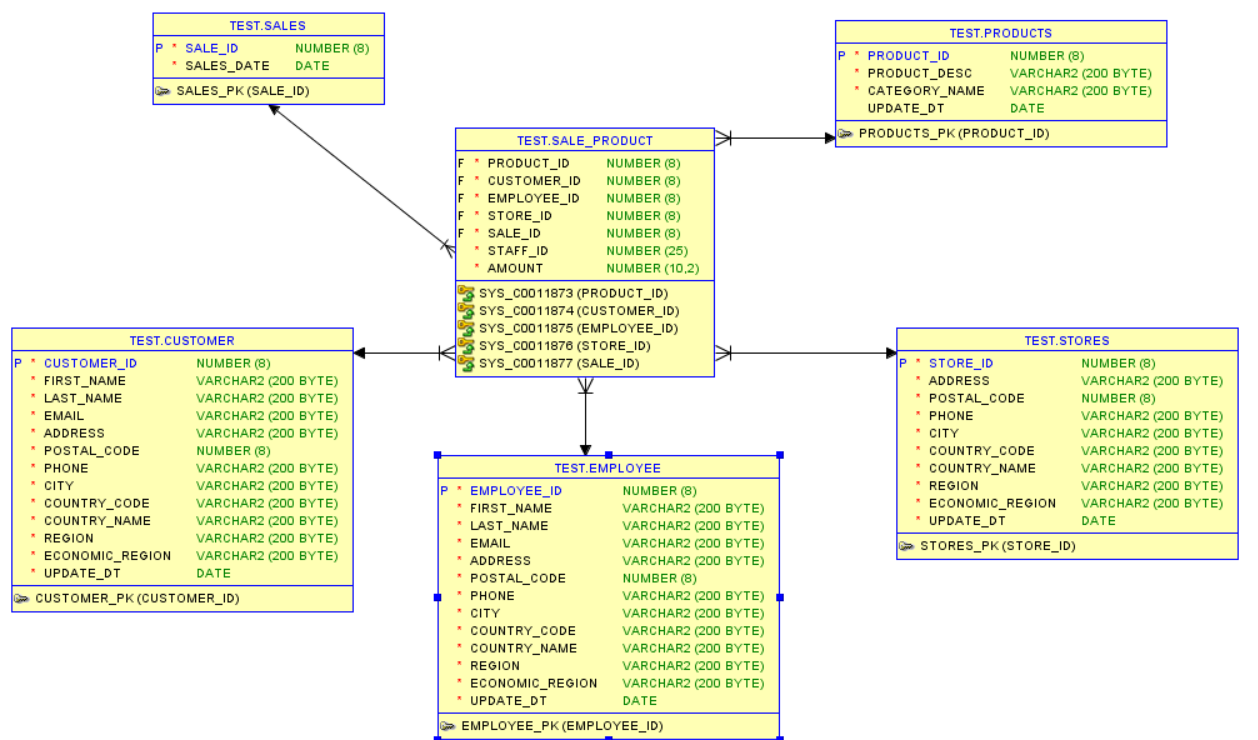 TEST.SALES
P * SALE_ID NUMBER (8)
* SALES_DATE DATE
SALES_PK (SALE_ID)
TEST.PRODUCTS
P * PRODUCT_ID NUMBER (8)
* PRODUCT_DESC VARCHAR2 (200 BYTE)
* CATEGORY_NAME VARCHAR2 (200 BYTE)
UPDATE_DT DATE
PRODUCTS_PK (PRODUCT_ID)
TEST.SALE_PRODUCT
F * PRODUCT_ID NUMBER (8)
F * CUSTOMER_ID NUMBER (8)
F * EMPLOYEE_ID NUMBER (8)
F * STORE_ID NUMBER (8)
F * SALE_ID NUMBER (8)
* STAFF_ID NUMBER (25)
* AMOUNT NUMBER (10,2)
SYS_C0011873 (PRODUCT_ID)
SYS_C0011874 (CUSTOMER_ID)
SYS_C0011875 (EMPLOYEE_ID)
SYS_C0011876 (STORE_ID)
SYS_C0011877 (SALE_ID)
TEST.CUSTOMER
P * CUSTOMER_ID NUMBER (8)
* FIRST_NAME VARCHAR2 (200 BYTE)
* LAST_NAME VARCHAR2 (200 BYTE)
* EMAIL VARCHAR2 (200 BYTE)
* ADDRESS VARCHAR2 (200 BYTE)
* POSTAL_CODE NUMBER (8)
* PHONE VARCHAR2 (200 BYTE)
* CITY VARCHAR2 (200 BYTE)
* COUNTRY_CODE VARCHAR2 (200 BYTE)
* COUNTRY_NAME VARCHAR2 (200 BYTE)
* REGION VARCHAR2 (200 BYTE)
* ECONOMIC_REGION VARCHAR2 (200 BYTE)
* UPDATE_DT DATE
CUSTOMER_PK (CUSTOMER_ID)
TEST.STORES
P * STORE_ID NUMBER (8)
* ADDRESS VARCHAR2 (200 BYTE)
* POSTAL_CODE NUMBER (8)
* PHONE VARCHAR2 (200 BYTE)
* CITY VARCHAR2 (200 BYTE)
* COUNTRY_CODE VARCHAR2 (200 BYTE)
* COUNTRY_NAME VARCHAR2 (200 BYTE)
* REGION VARCHAR2 (200 BYTE)
* ECONOMIC_REGION VARCHAR2 (200 BYTE)
* UPDATE_DT DATE
STORES_PK (STORE_ID)
TEST.EMPLOYEE
P * EMPLOYEE_ID NUMBER (8)
* FIRST_NAME VARCHAR2 (200 BYTE)
* LAST_NAME VARCHAR2 (200 BYTE)
* EMAIL VARCHAR2 (200 BYTE)
* ADDRESS VARCHAR2 (200 BYTE)
* POSTAL_CODE NUMBER (8)
* PHONE VARCHAR2 (200 BYTE)
* CITY VARCHAR2 (200 BYTE)
* COUNTRY_CODE VARCHAR2 (200 BYTE)
* COUNTRY_NAME VARCHAR2 (200 BYTE)
* REGION VARCHAR2 (200 BYTE)
* ECONOMIC_REGION VARCHAR2 (200 BYTE)
* UPDATE_DT DATE
EMPLOYEE_PK (EMPLOYEE_ID)